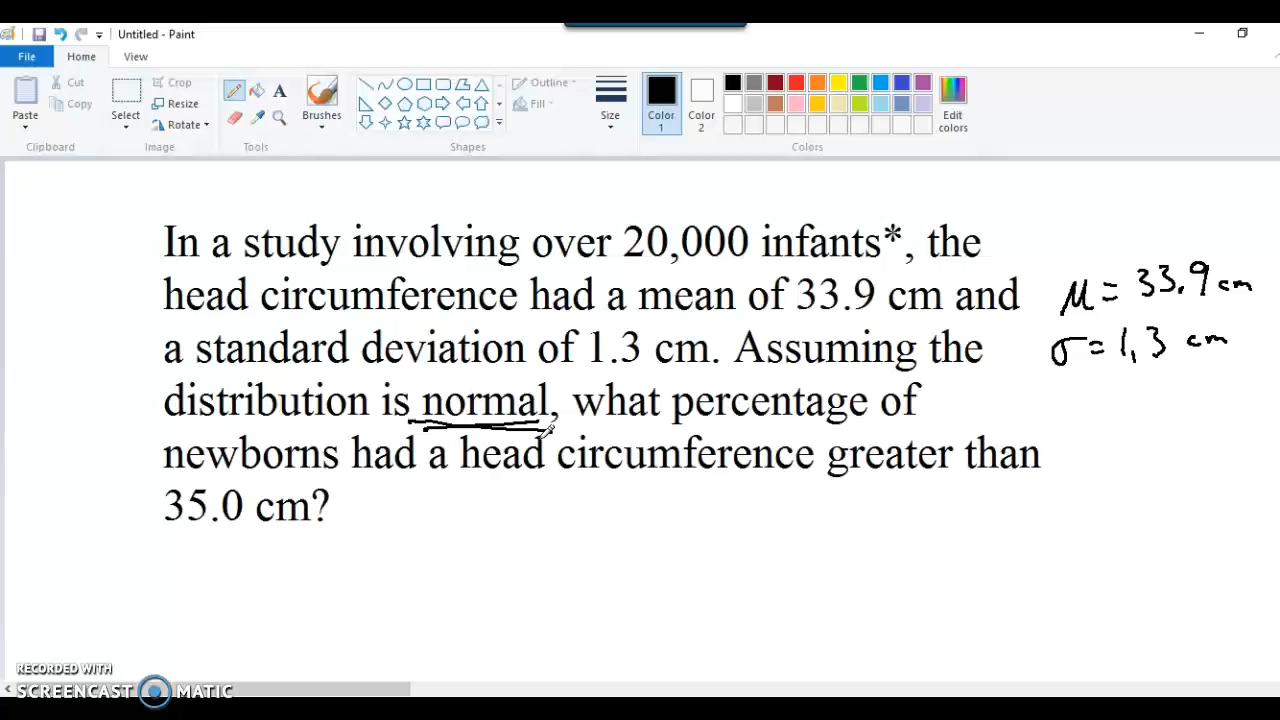 Untitled - Paint
File Home View
Cut
Copy
Paste
Clipboard
Select
Crop
Resize
Rotate
Image
Tools
Brushes
Shapes
Outline
Fill
Size
Color
1
Color
2
Edit
colors
Colors
In a study involving over 20,000 infants*, the
head circumference had a mean of 33.9 cm and
a standard deviation of 1.3 cm. Assuming the
distribution is normal, what percentage of
newborns had a head circumference greater than
35.0 cm?
μ = 33.9 cm
σ = 1,3 cm
RECORDED WITH
SCREENCAST MATIC